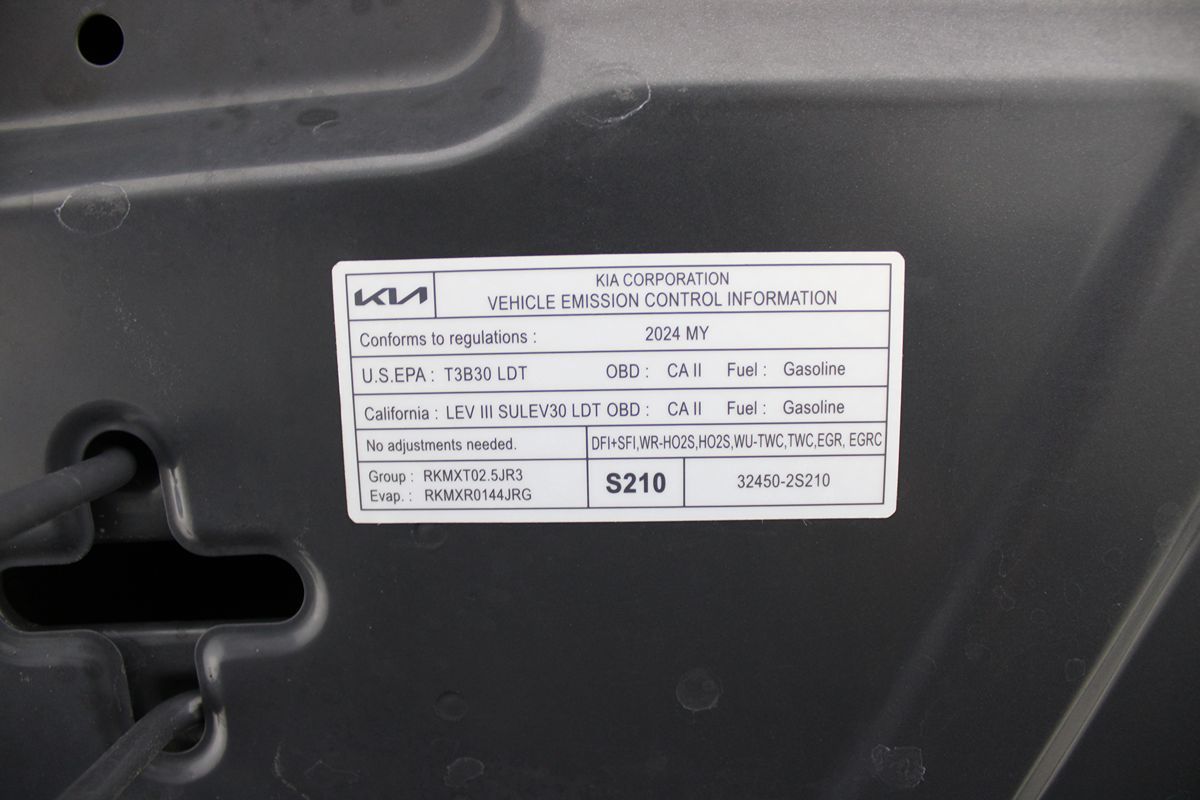 KIA
KIA CORPORATION
VEHICLE EMISSION CONTROL INFORMATION
Conforms to regulations : 2024 MY
U.S.EPA : T3B30 LDT OBD : CA II Fuel : Gasoline
California : LEV III SULEV30 LDT OBD : CA II Fuel : Gasoline
No adjustments needed. DFI+SFI,WR-HO2S,HO2S,WU-TWC,TWC,EGR, EGRC
Group : RKMXT02.5JR3
Evap. : RKMXR0144JRG
S210 32450-2S210